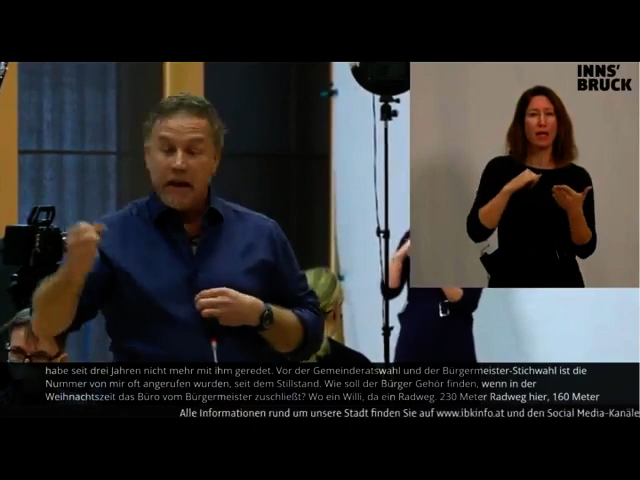 INNS'
BRUCK
habe seit drei Jahren nicht mehr mit ihm geredet. Vor der Gemeinderatswahl und der Bürgermeister-Stichwahl ist die
Nummer von mir oft angerufen wurden, seit dem Stillstand. Wie soll der Bürger Gehör finden, wenn in der
Weihnachtszeit das Büro vom Bürgermeister zuschließt? Wo ein Willi, da ein Radweg. 230 Meter Radweg hier, 160 Meter
Alle Informationen rund um unsere Stadt finden Sie auf www.ibkinfo.at und den Social Media-Kanäle